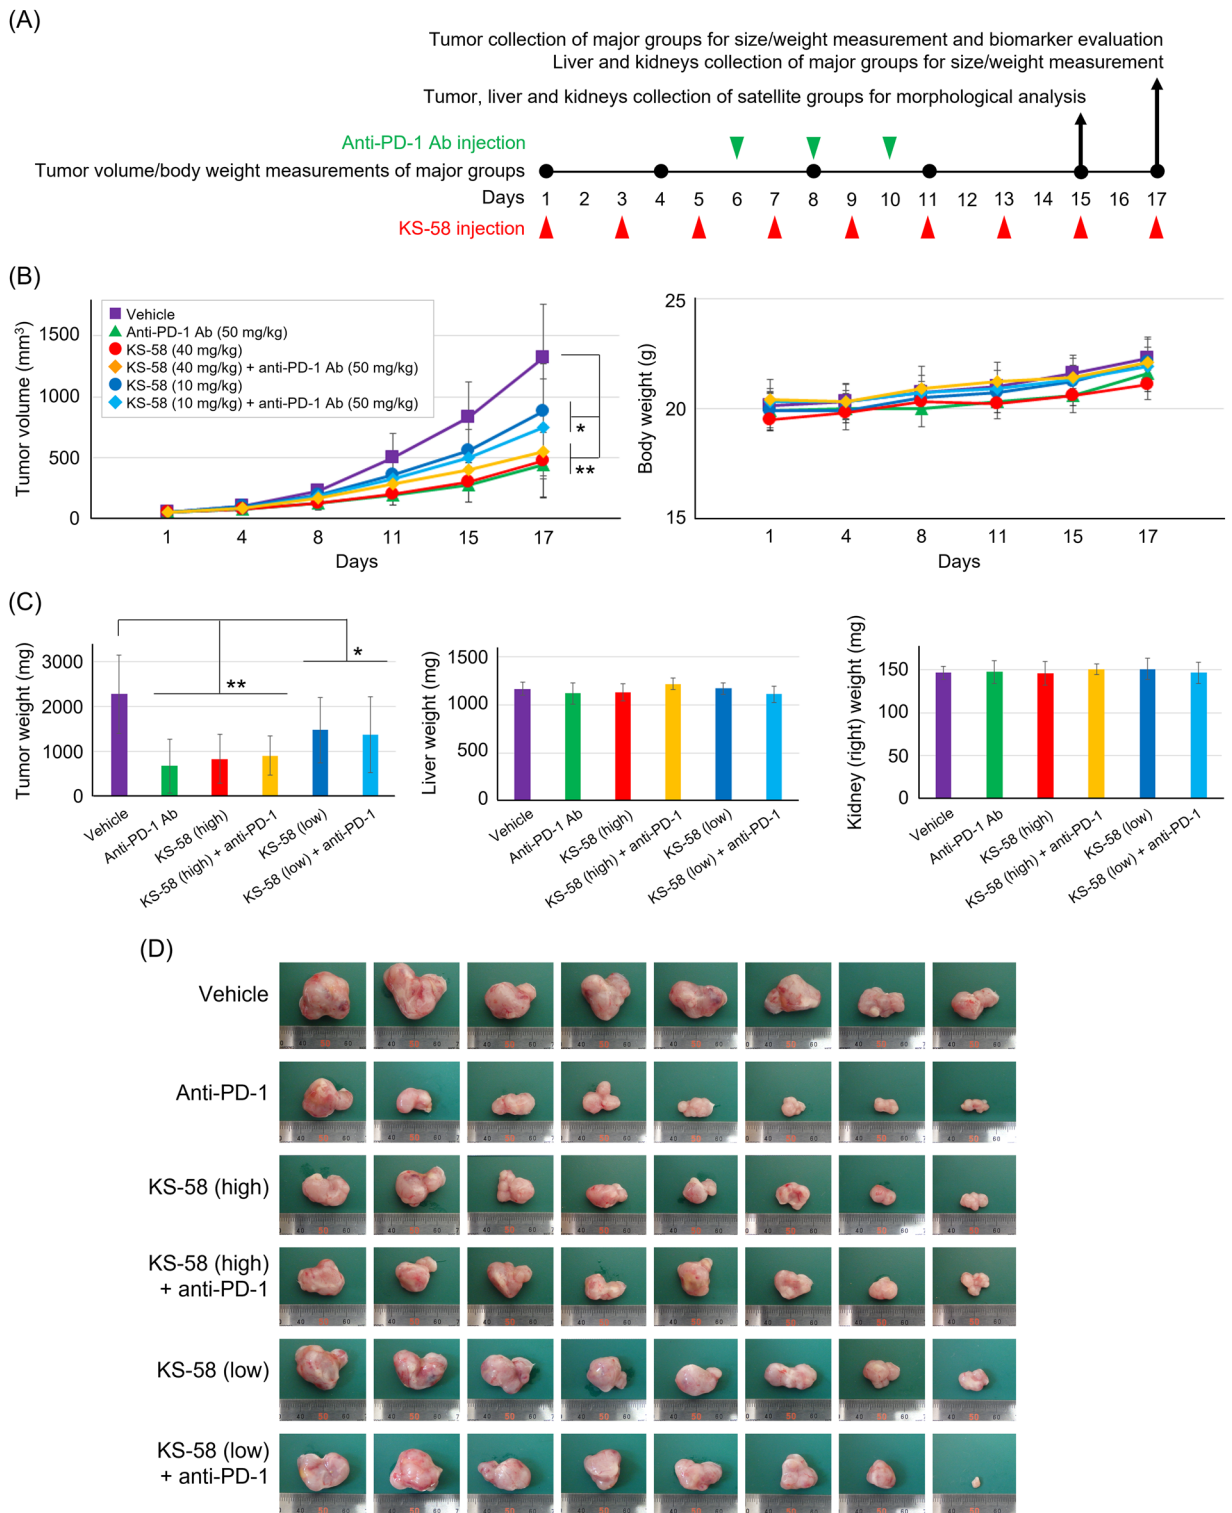 (A)
Tumor collection of major groups for size/weight measurement and biomarker evaluation
Liver and kidneys collection of major groups for size/weight measurement
Tumor, liver and kidneys collection of satellite groups for morphological analysis
Anti-PD-1 Ab injection
Tumor volume/body weight measurements of major groups
Days 1 2 3 4 5 6 7 8 9 10 11 12 13 14 15 16 17
KS-58 injection
(B)
Tumor volume (mm³)
1500
1000
500
0
Vehicle
Anti-PD-1 Ab (50 mg/kg)
KS-58 (40 mg/kg)
KS-58 (40 mg/kg) + anti-PD-1 Ab (50 mg/kg)
KS-58 (10 mg/kg)
KS-58 (10 mg/kg) + anti-PD-1 Ab (50 mg/kg)
*
**
1 4 8 11 15 17
Days
Body weight (g)
25
20
15
1 4 8 11 15 17
Days
(C)
Tumor weight (mg)
3000
2000
1000
0
**
*
Vehicle
Anti-PD-1 Ab
KS-58 (high)
KS-58 (high) + anti-PD-1
KS-58 (low)
KS-58 (low) + anti-PD-1
Liver weight (mg)
1500
1000
500
0
Vehicle
Anti-PD-1 Ab
KS-58 (high)
KS-58 (high) + anti-PD-1
KS-58 (low)
KS-58 (low) + anti-PD-1
Kidney (right) weight (mg)
150
100
50
0
Vehicle
Anti-PD-1 Ab
KS-58 (high)
KS-58 (high) + anti-PD-1
KS-58 (low)
KS-58 (low) + anti-PD-1
(D)
Vehicle
Anti-PD-1
KS-58 (high)
KS-58 (high)
+ anti-PD-1
KS-58 (low)
KS-58 (low)
+ anti-PD-1